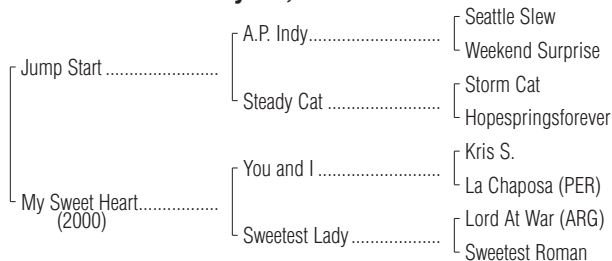 Seattle Slew
A.P. Indy
Weekend Surprise
Jump Start
Storm Cat
Steady Cat
Hopespringsforever
Kris S.
You and I
La Chaposa (PER)
My Sweet Heart
(2000)
Lord At War (ARG)
Sweetest Lady
Sweetest Roman